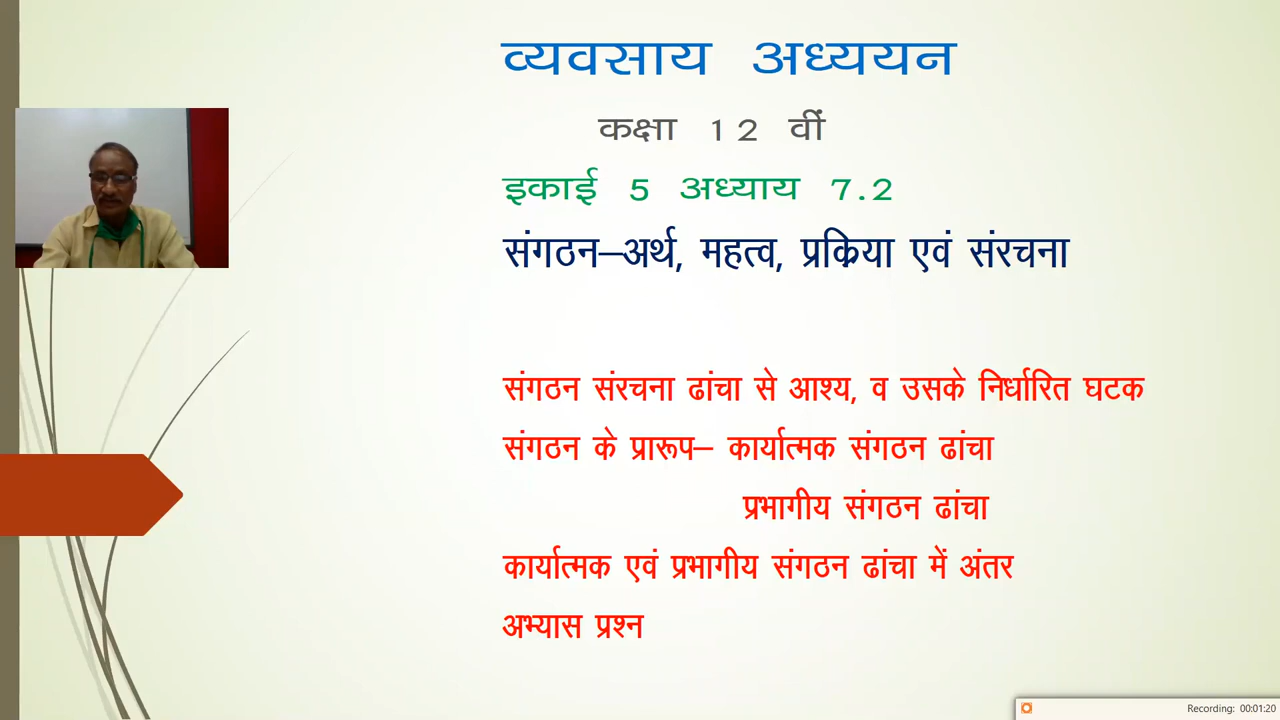 व्यवसाय अध्ययन
कक्षा 12 वीं
इकाई 5 अध्याय 7.2
संगठन–अर्थ, महत्व, प्रक्रिया एवं संरचना
संगठन संरचना ढांचा से आश्य, व उसके निर्धारित घटक
संगठन के प्रारूप– कार्यात्मक संगठन ढांचा
प्रभागीय संगठन ढांचा
कार्यात्मक एवं प्रभागीय संगठन ढांचा में अंतर
अभ्यास प्रश्न
Recording: 00:01:20